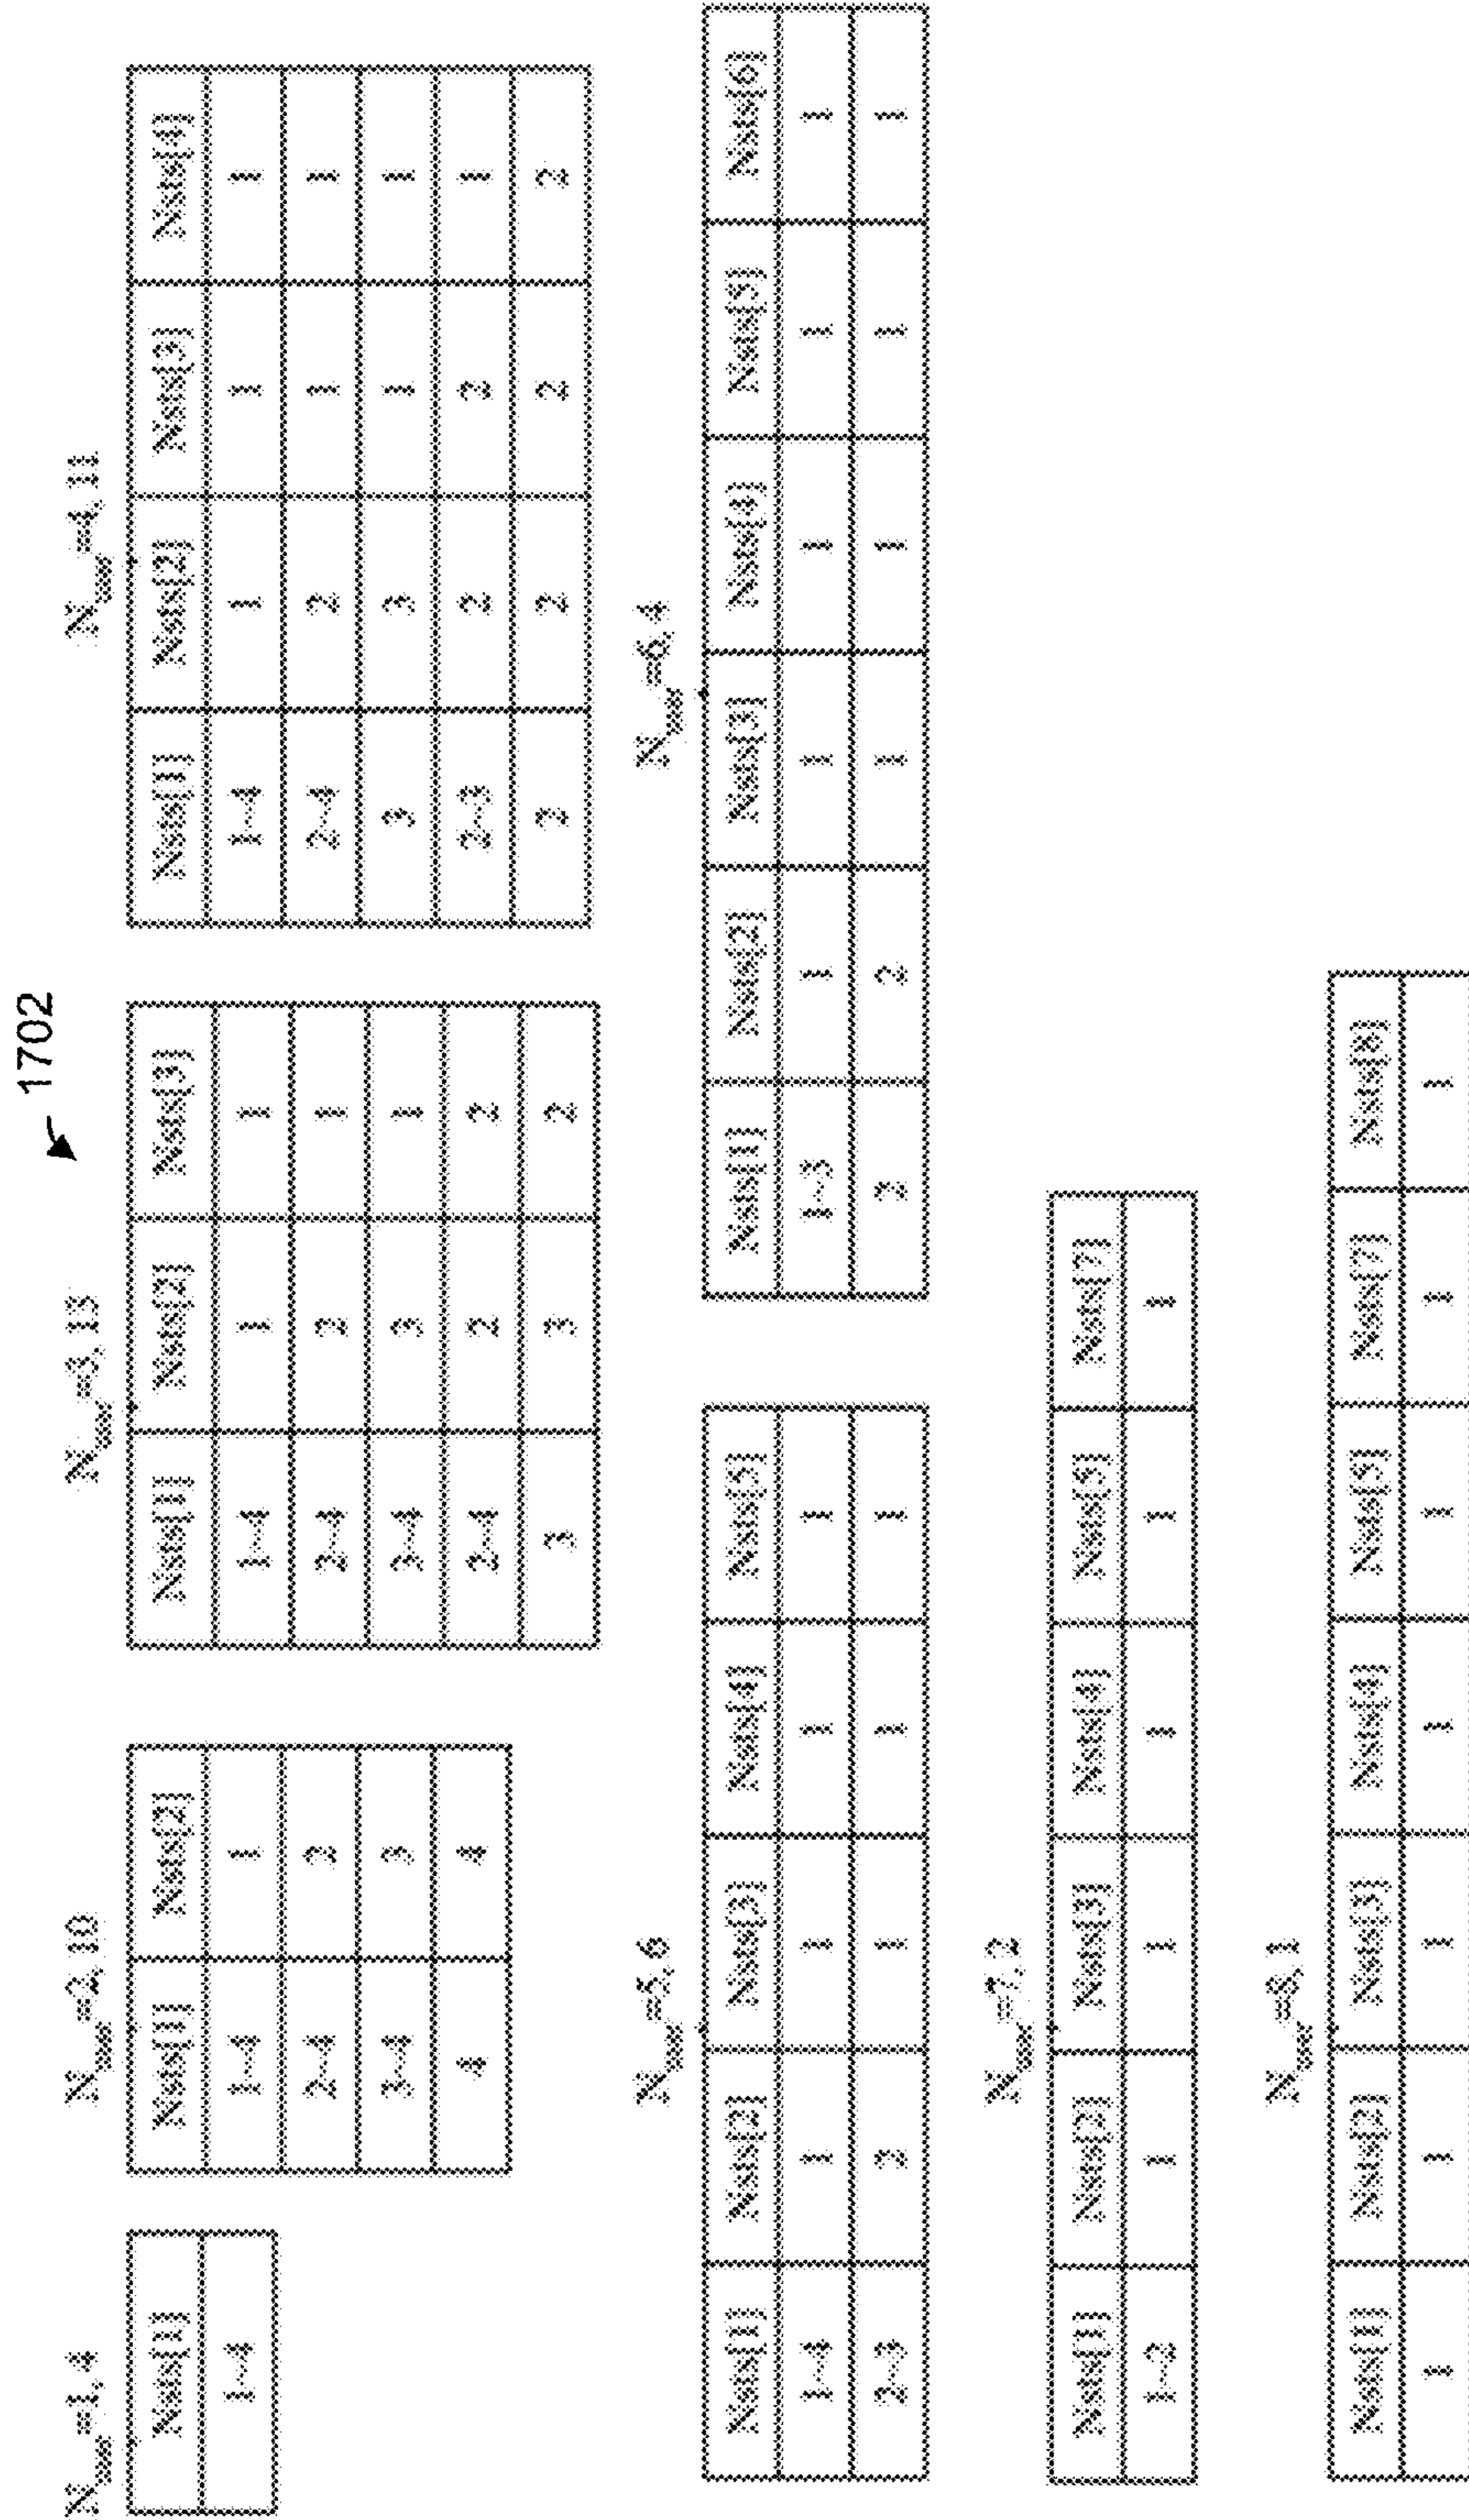 1702
N_user=1, 4
Nsts[1]
1~4
N_user=2, 10
Nsts[1] Nsts[2]
1~4 1
2~4 2
3~4 3
4 4
N_user=3, 13
Nsts[1] Nsts[2] Nsts[3]
1~4 1 1
2~4 2 1
3~4 3 1
2~4 2 2
3 3 2
N_user=4, 11
Nsts[1] Nsts[2] Nsts[3] Nsts[4]
1~4 1 1 1
2~4 2 1 1
3 3 1 1
2~3 2 2 1
2 2 2 2
N_user=5, 6
Nsts[1] Nsts[2] Nsts[3] Nsts[4] Nsts[5]
1~4 1 1 1 1
2~3 2 1 1 1
N_user=6, 4
Nsts[1] Nsts[2] Nsts[3] Nsts[4] Nsts[5] Nsts[6]
1~3 1 1 1 1 1
2 2 1 1 1 1
N_user=7, 2
Nsts[1] Nsts[2] Nsts[3] Nsts[4] Nsts[5] Nsts[7]
1~2 1 1 1 1 1
N_user=8, 1
Nsts[1] Nsts[2] Nsts[3] Nsts[4] Nsts[5] Nsts[7] Nsts[8]
1 1 1 1 1 1 1